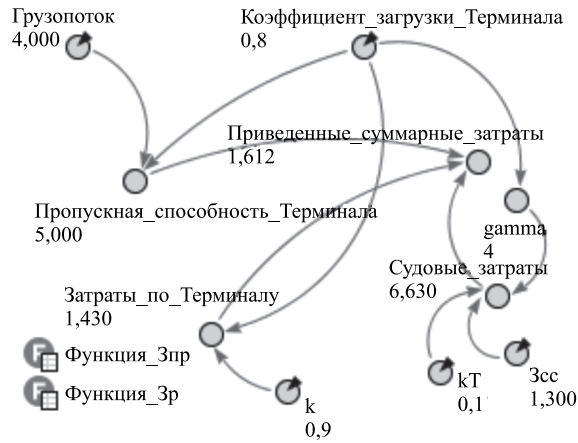 Грузопоток
4,000
Коэффициент_загрузки_Терминала
0,8
Приведенные_суммарные_затраты
1,612
Пропускная_способность_Терминала
5,000
gamma
4
Судовые_затраты
6,630
Затраты_по_Терминалу
1,430
F Функция_Зпр
F Функция_Зр
k
0,9
kT
0,1
Зсс
1,300